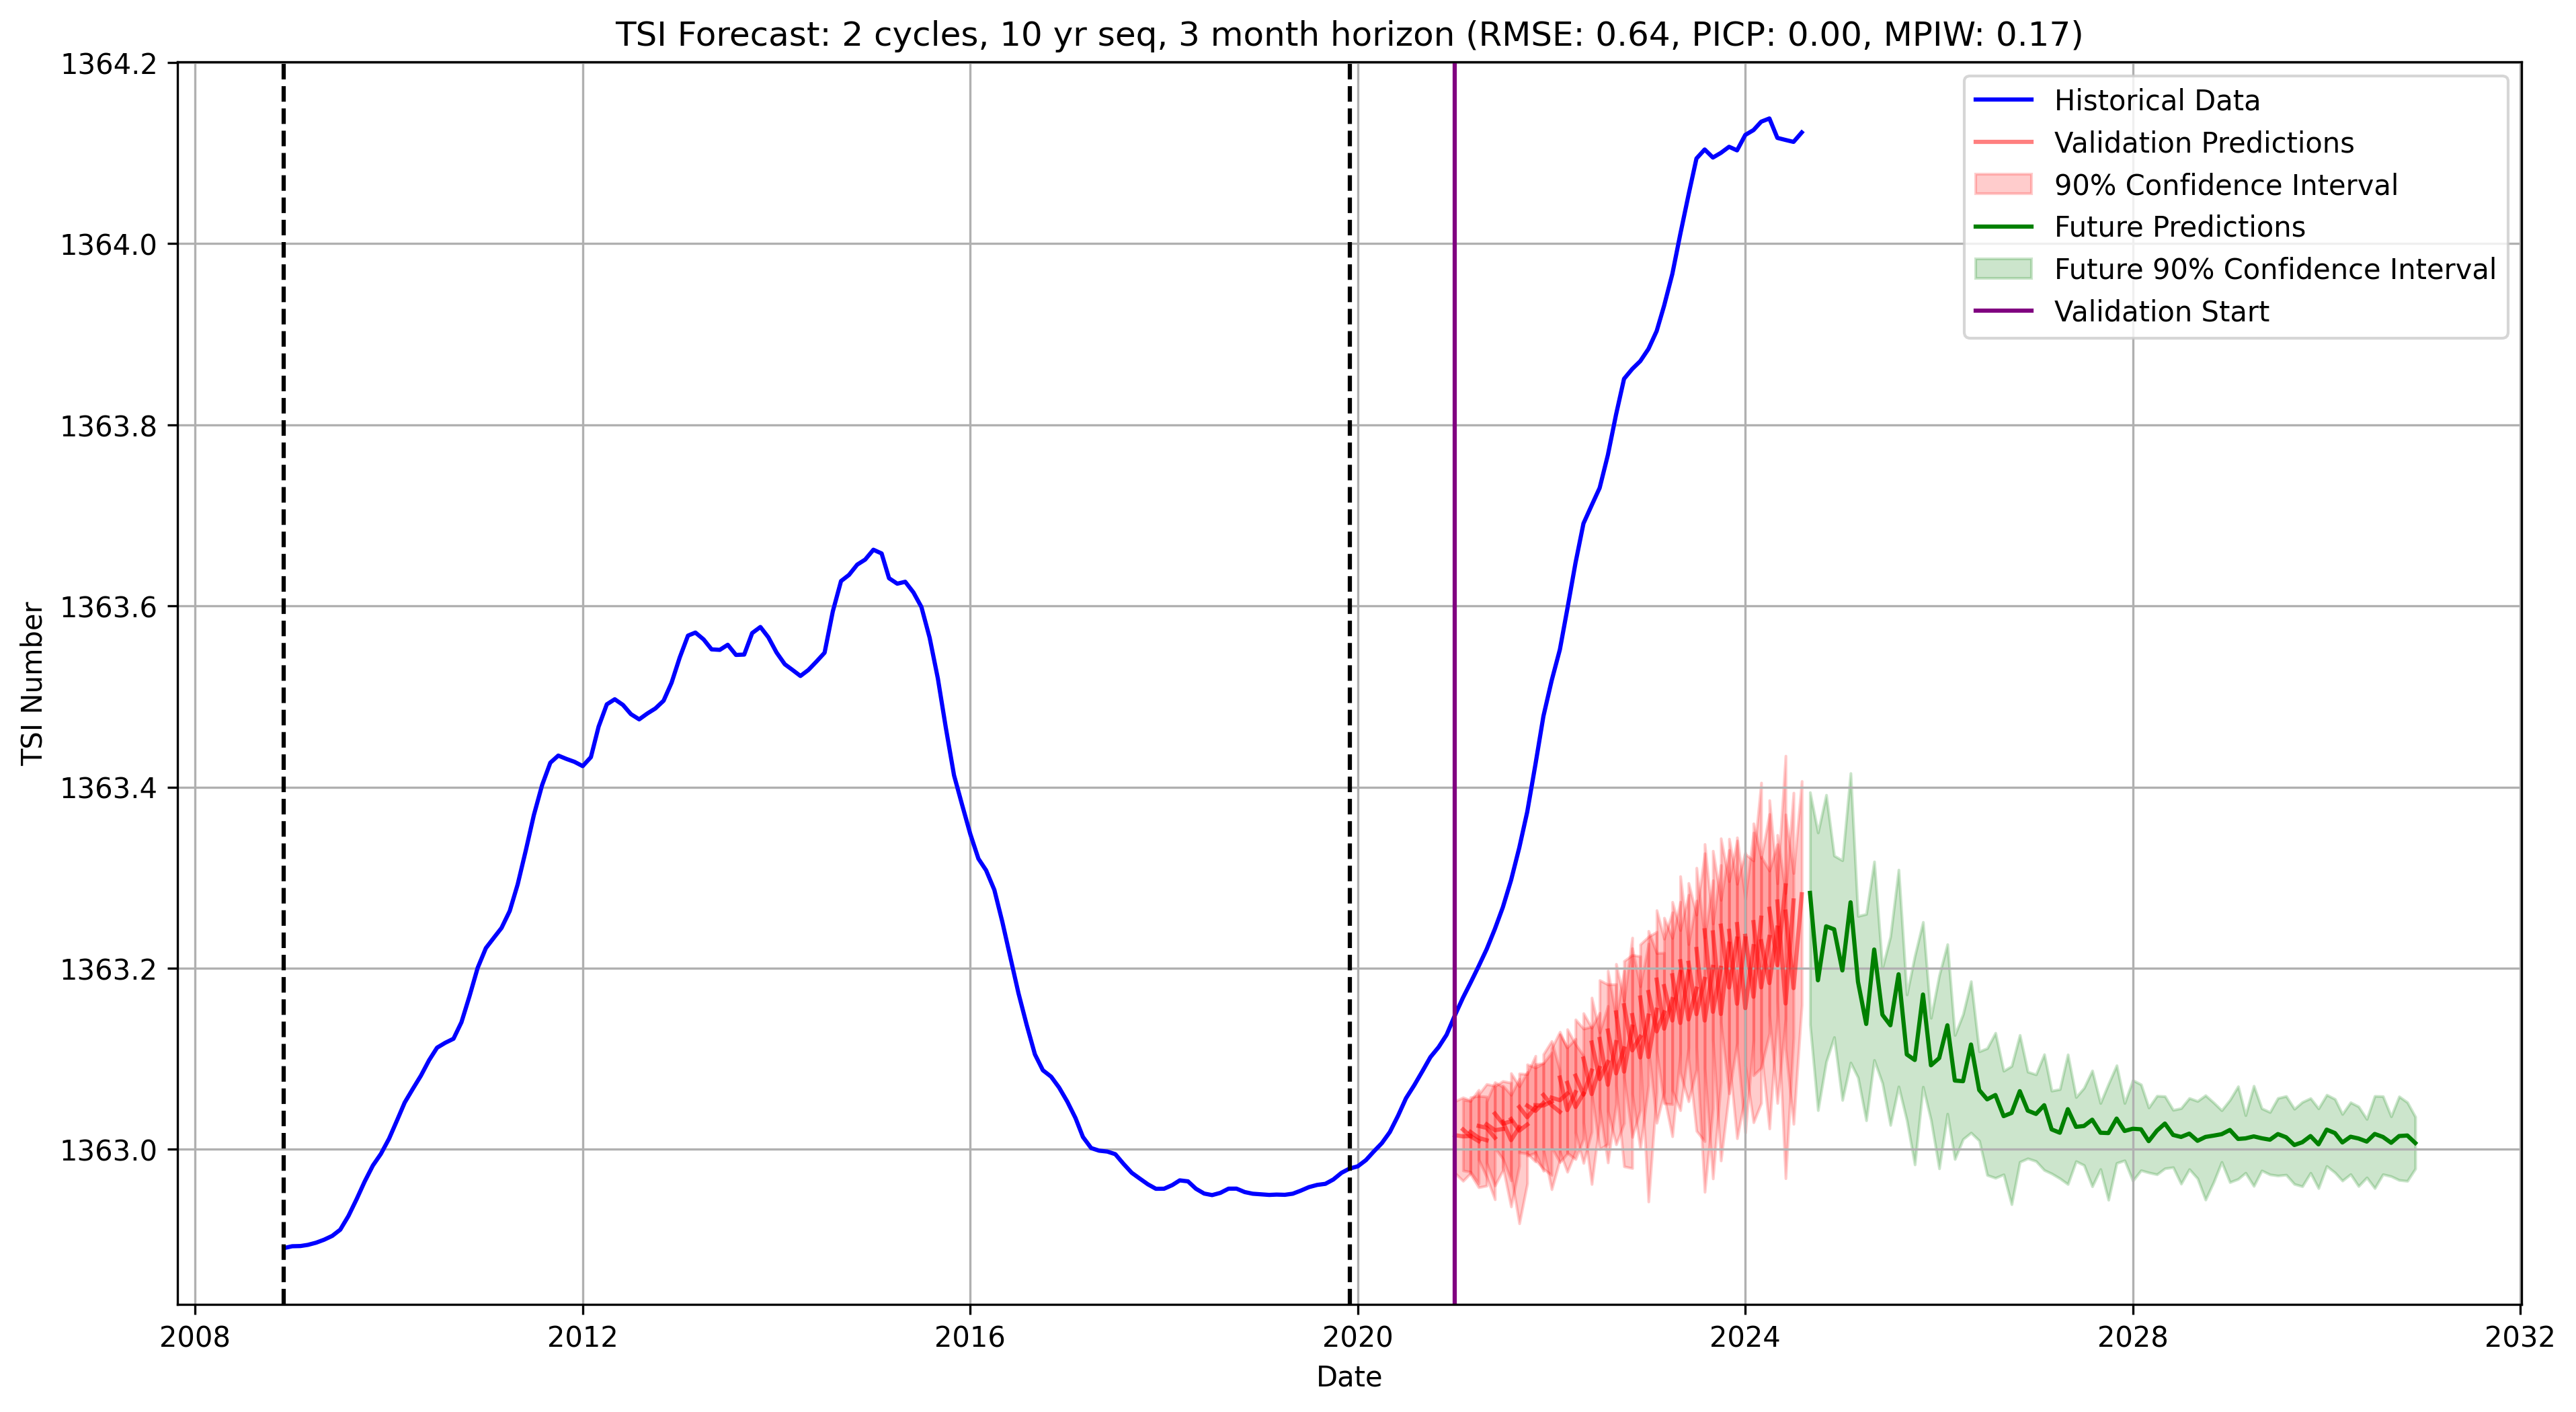 TSI Forecast: 2 cycles, 10 yr seq, 3 month horizon (RMSE: 0.64, PICP: 0.00, MPIW: 0.17)
1364.2
1364.0
1363.8
1363.6
1363.4
1363.2
1363.0
TSI Number
Historical Data
Validation Predictions
90% Confidence Interval
Future Predictions
Future 90% Confidence Interval
Validation Start
2008 2012 2016 2020 2024 2028 2032
Date